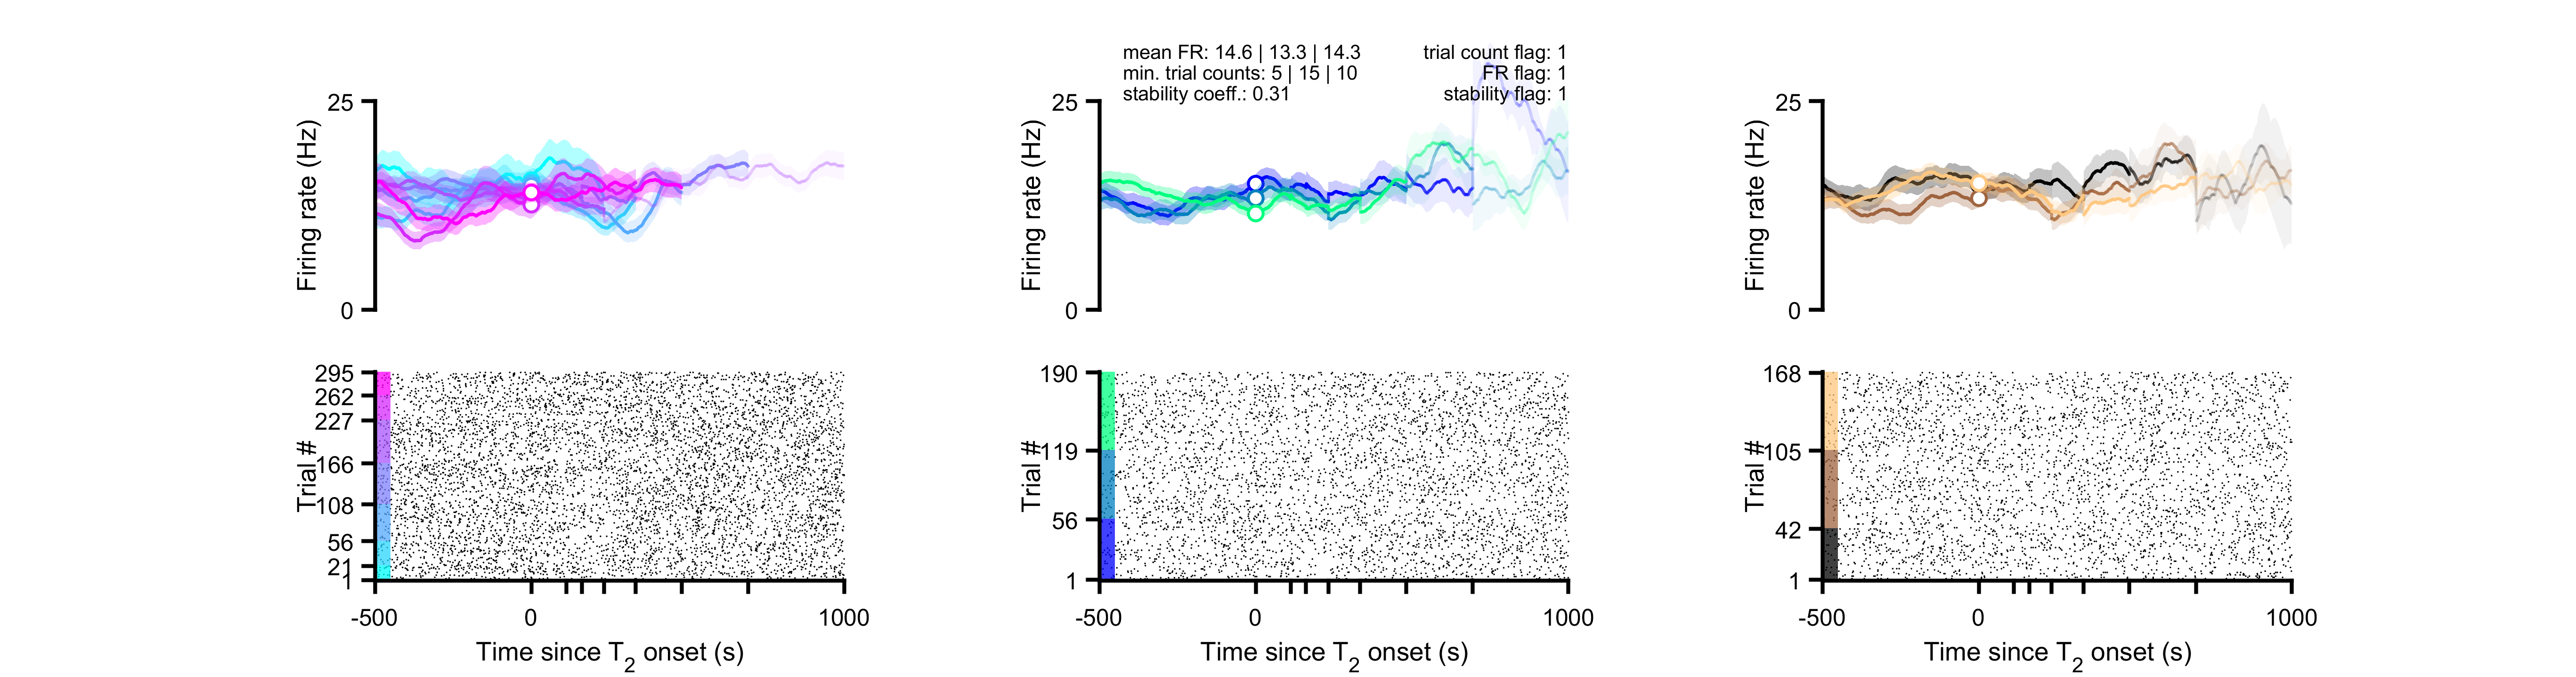 mean FR: 14.6 | 13.3 | 14.3
min. trial counts: 5 | 15 | 10
stability coeff.: 0.31
trial count flag: 1
FR flag: 1
stability flag: 1
Firing rate (Hz)
25
0
Firing rate (Hz)
25
0
Firing rate (Hz)
25
0
Trial #
295
262
227
166
108
56
21
1
-500
0
1000
Time since T2 onset (s)
Trial #
190
119
56
1
-500
0
1000
Time since T2 onset (s)
Trial #
168
105
42
1
-500
0
1000
Time since T2 onset (s)